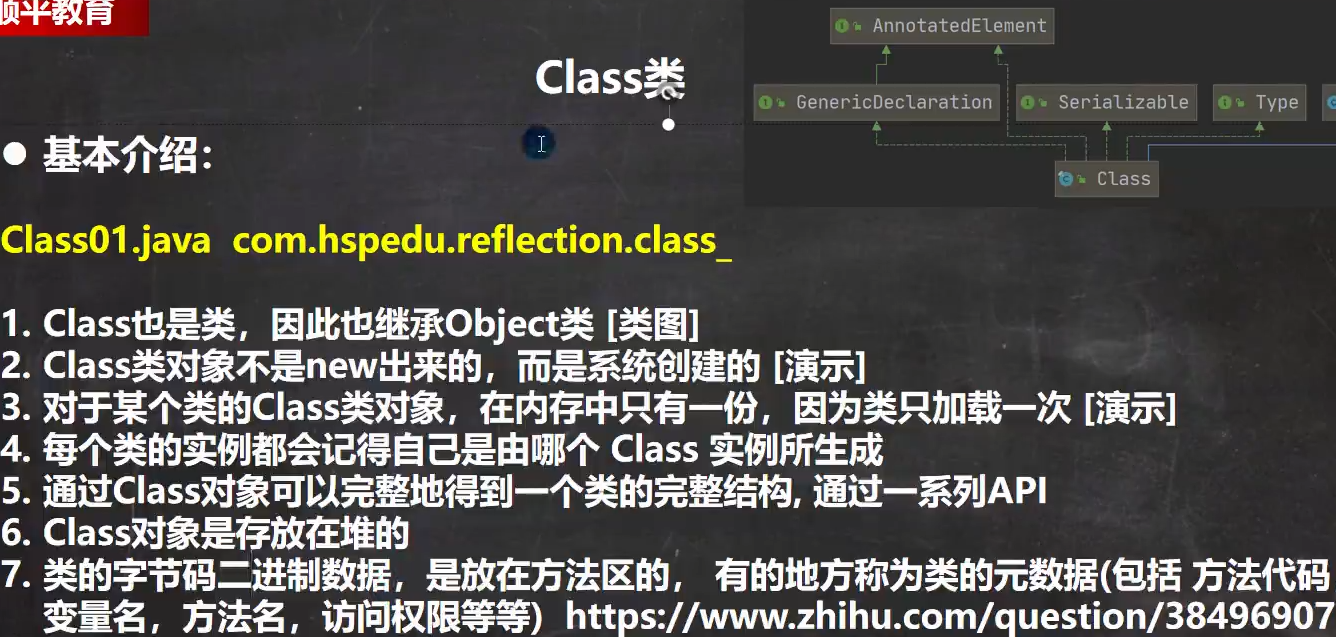 顺平教育
AnnotatedElement
Class类
GenericDeclaration
Serializable
Type
Class
● 基本介绍：
Class01.java com.hspedu.reflection.class_
1. Class也是类，因此也继承Object类 [类图]
2. Class类对象不是new出来的，而是系统创建的 [演示]
3. 对于某个类的Class类对象，在内存中只有一份，因为类只加载一次 [演示]
4. 每个类的实例都会记得自己是由哪个 Class 实例所生成
5. 通过Class对象可以完整地得到一个类的完整结构, 通过一系列API
6. Class对象是存放在堆的
7. 类的字节码二进制数据，是放在方法区的， 有的地方称为类的元数据(包括 方法代码
变量名，方法名，访问权限等等）https://www.zhihu.com/question/38496907